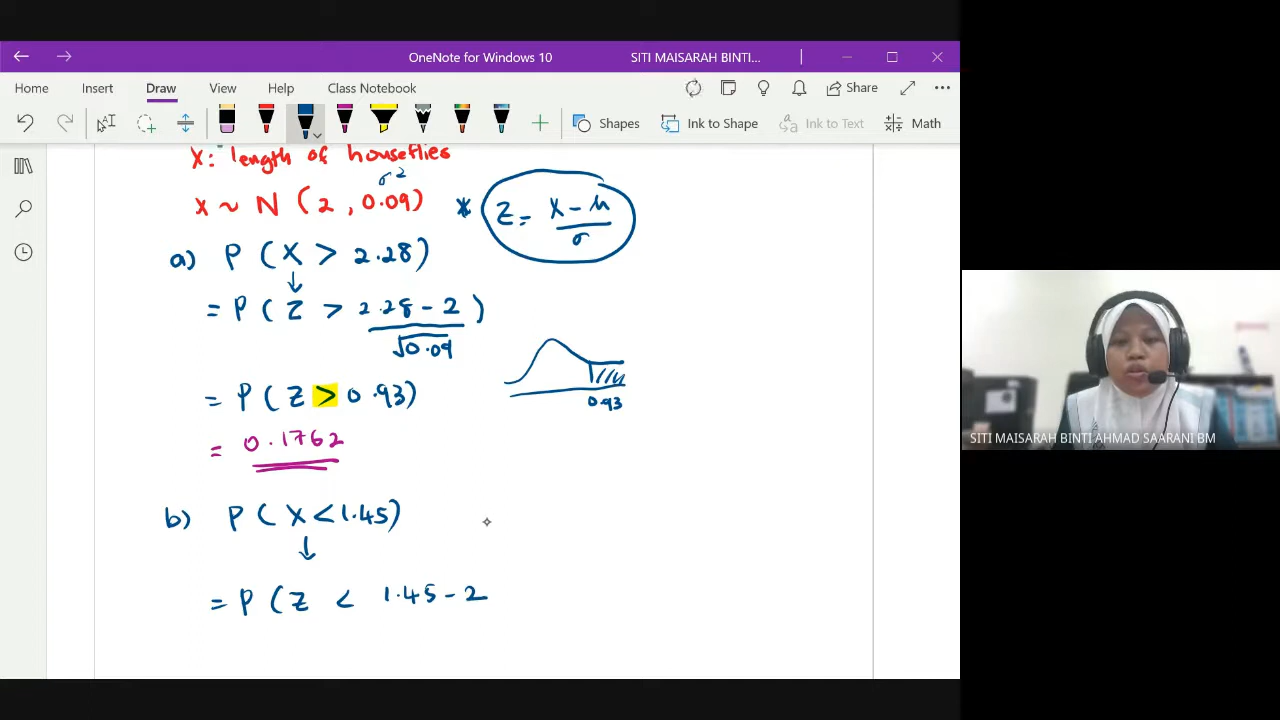 OneNote for Windows 10
SITI MAISARAH BINTI...
Home Insert Draw View Help Class Notebook
Share
Shapes Ink to Shape Ink to Text Math
X: length of houseflies
σ²
X ~ N (2, 0.09)
* Z = X - μ / σ
a) P (X > 2.28)
↓
= P (Z > 2.28 - 2 / √0.09)
= P (Z > 0.93)
0.93
= 0.1762
b) P (X < 1.45)
↓
= P (Z < 1.45 - 2
SITI MAISARAH BINTI AHMAD SAARANI BM